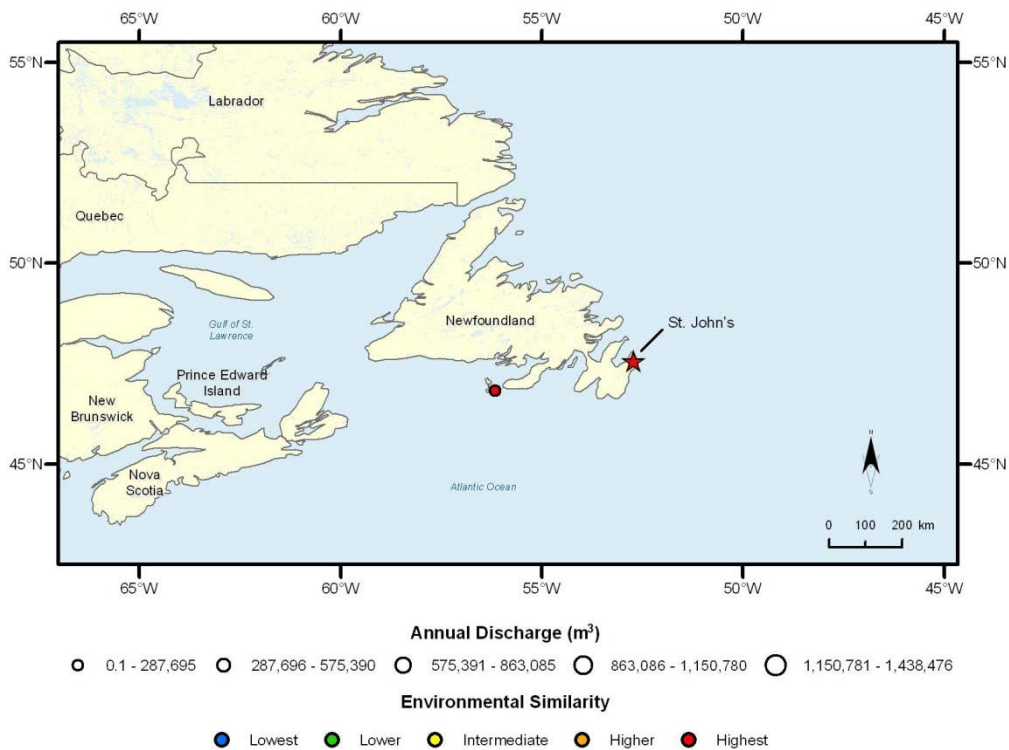 65°W 60°W 55°W 50°W 45°W
55°N 55°N
Labrador
Quebec
50°N 50°N
Gulf of St.
Lawrence
Newfoundland
St. John's
Prince Edward
Island
New
Brunswick
45°N 45°N
Nova
Scotia
Atlantic Ocean
N
S
0 100 200 km
65°W 60°W 55°W 50°W 45°W
Annual Discharge (m³)
0.1 - 287,695 287,696 - 575,390 575,391 - 863,085 863,086 - 1,150,780 1,150,781 - 1,438,476
Environmental Similarity
Lowest Lower Intermediate Higher Highest